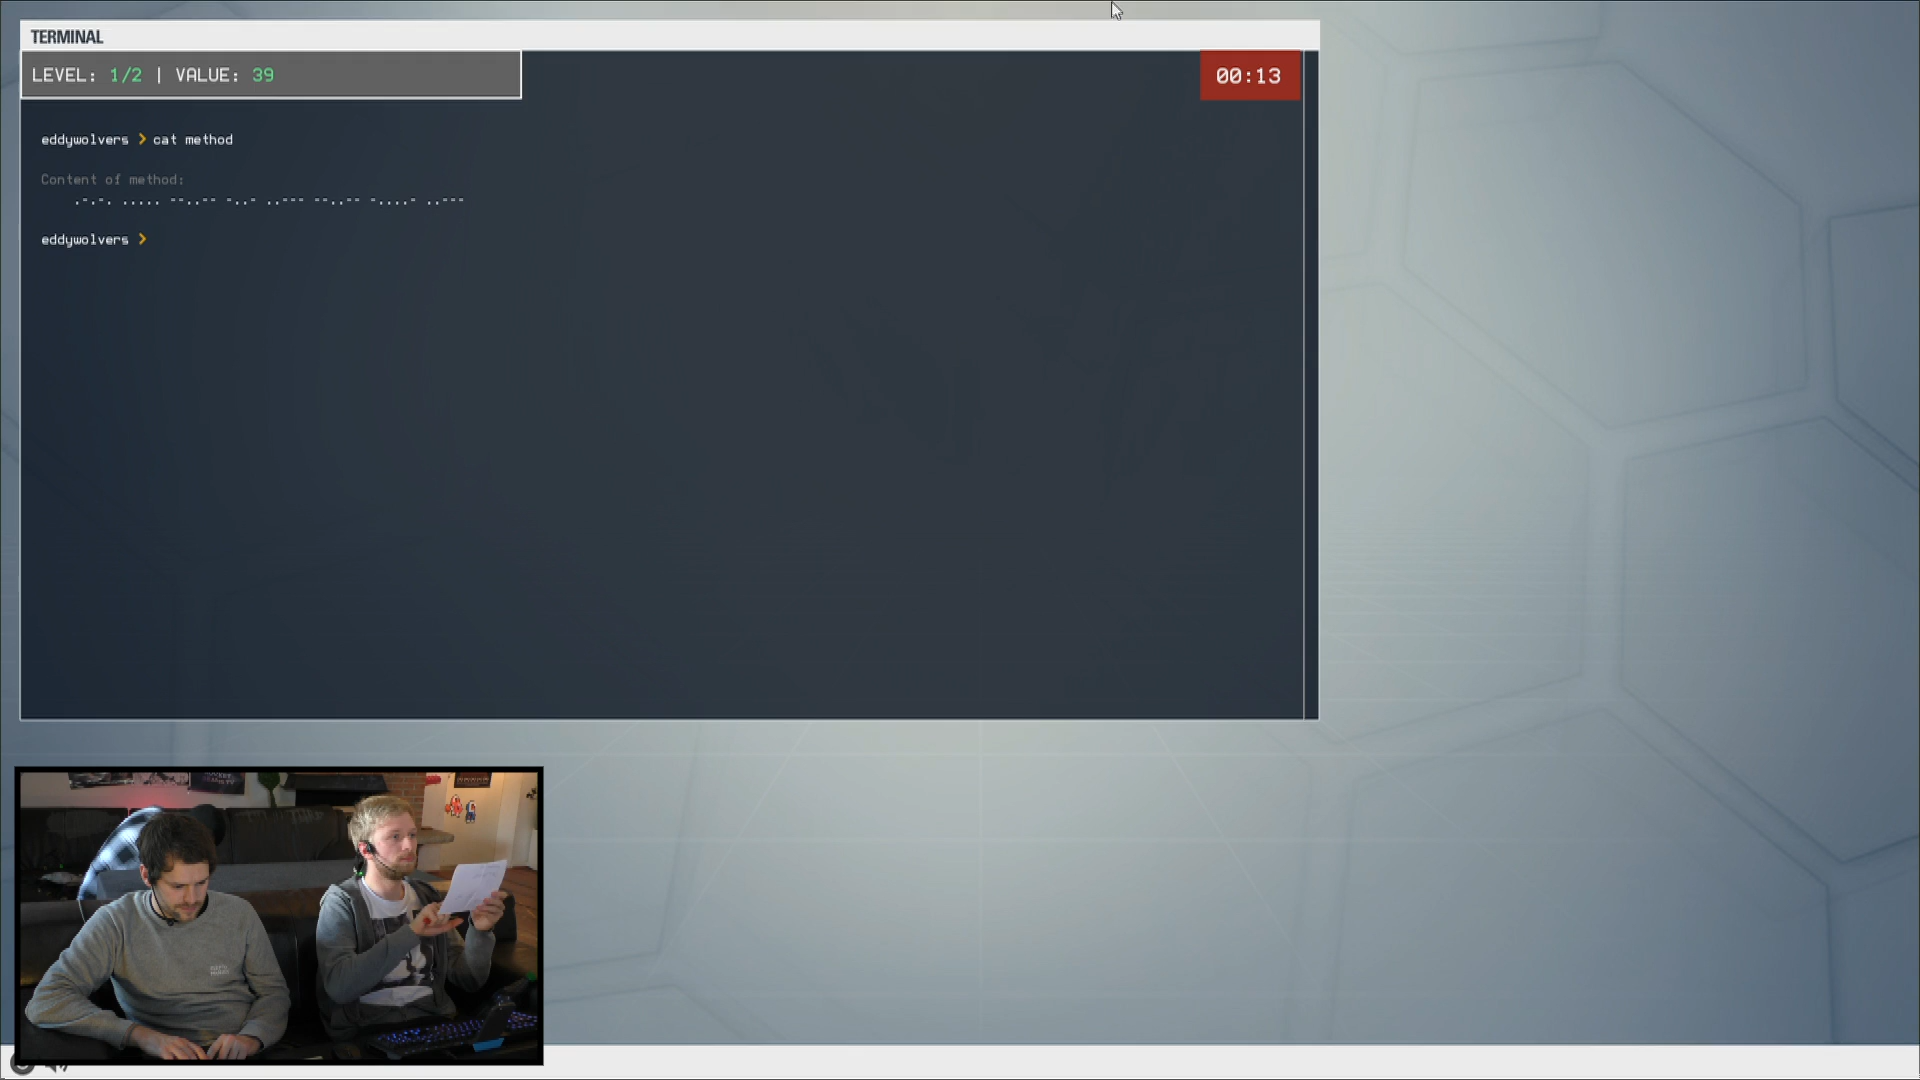 TERMINAL
LEVEL: 1/2 | VALUE: 39
00:13
eddywolvers > cat method
Content of method:
.-.-. ..... --..-- -..- ..--- --..-- -....- ..---
eddywolvers >